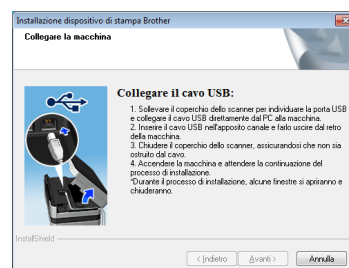 Installazione dispositivo di stampa Brother
Collegare la macchina
Collegare il cavo USB:
1. Sollevare il coperchio dello scanner per individuare la porta USB
e collegare il cavo USB direttamente dal PC alla macchina.
2. Inserire il cavo USB nell'apposito canale e farlo uscire dal retro
della macchina.
3. Chiudere il coperchio dello scanner, assicurandosi che non sia
ostruito dal cavo.
4. Accendere la macchina e attendere la continuazione del
processo di installazione.
*Durante il processo di installazione, alcune finestre si apriranno e
chiuderanno.
InstallShield
< Indietro Avanti > Annulla